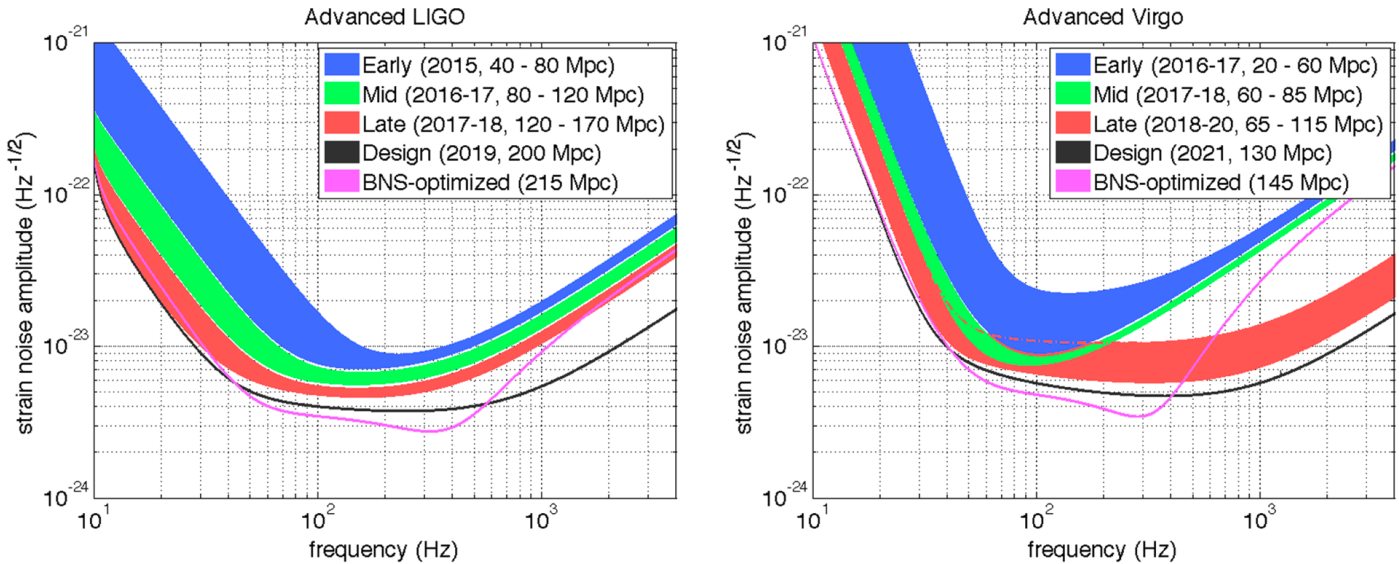 Advanced LIGO
10^-21
10^-22
10^-23
10^-24
strain noise amplitude (Hz^-1/2)
Early (2015, 40 - 80 Mpc)
Mid (2016-17, 80 - 120 Mpc)
Late (2017-18, 120 - 170 Mpc)
Design (2019, 200 Mpc)
BNS-optimized (215 Mpc)
10^1 10^2 10^3
frequency (Hz)
Advanced Virgo
10^-21
10^-22
10^-23
10^-24
strain noise amplitude (Hz^-1/2)
Early (2016-17, 20 - 60 Mpc)
Mid (2017-18, 60 - 85 Mpc)
Late (2018-20, 65 - 115 Mpc)
Design (2021, 130 Mpc)
BNS-optimized (145 Mpc)
10^1 10^2 10^3
frequency (Hz)